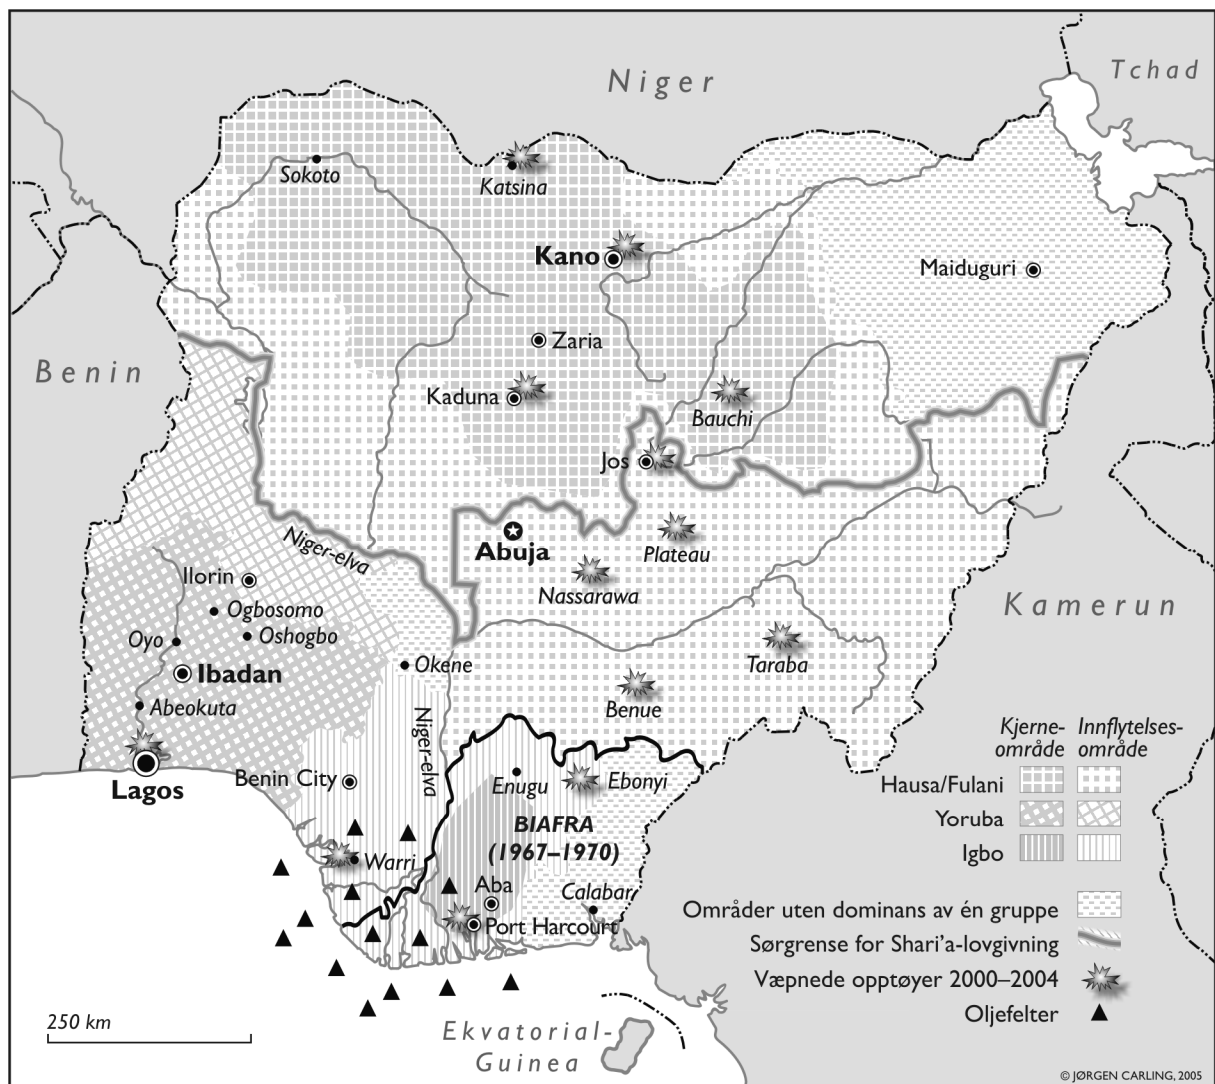 Niger
Tchad
Sokoto
Katsina
Kano
Maiduguri
Zaria
Benin
Kaduna
Bauchi
Jos
Niger-elva
Abuja
Plateau
Ilorin
Nassarawa
Ogbosomo
Kamerun
Oyo
Oshogbo
Ibadan
Okene
Taraba
Abeokuta
Benue
Niger-elva
Lagos
Benin City
Enugu
Ebonyi
BIAFRA
(1967–1970)
Warri
Aba
Calabar
Port Harcourt
Kjerne-
område
Innflytelses-
område
Hausa/Fulani
Yoruba
Igbo
Områder uten dominans av én gruppe
Sørgrense for Shari’a-lovgivning
Væpnede opptøyer 2000–2004
Oljefelter
250 km
Ekvatorial-
Guinea
© JØRGEN CARLING, 2005